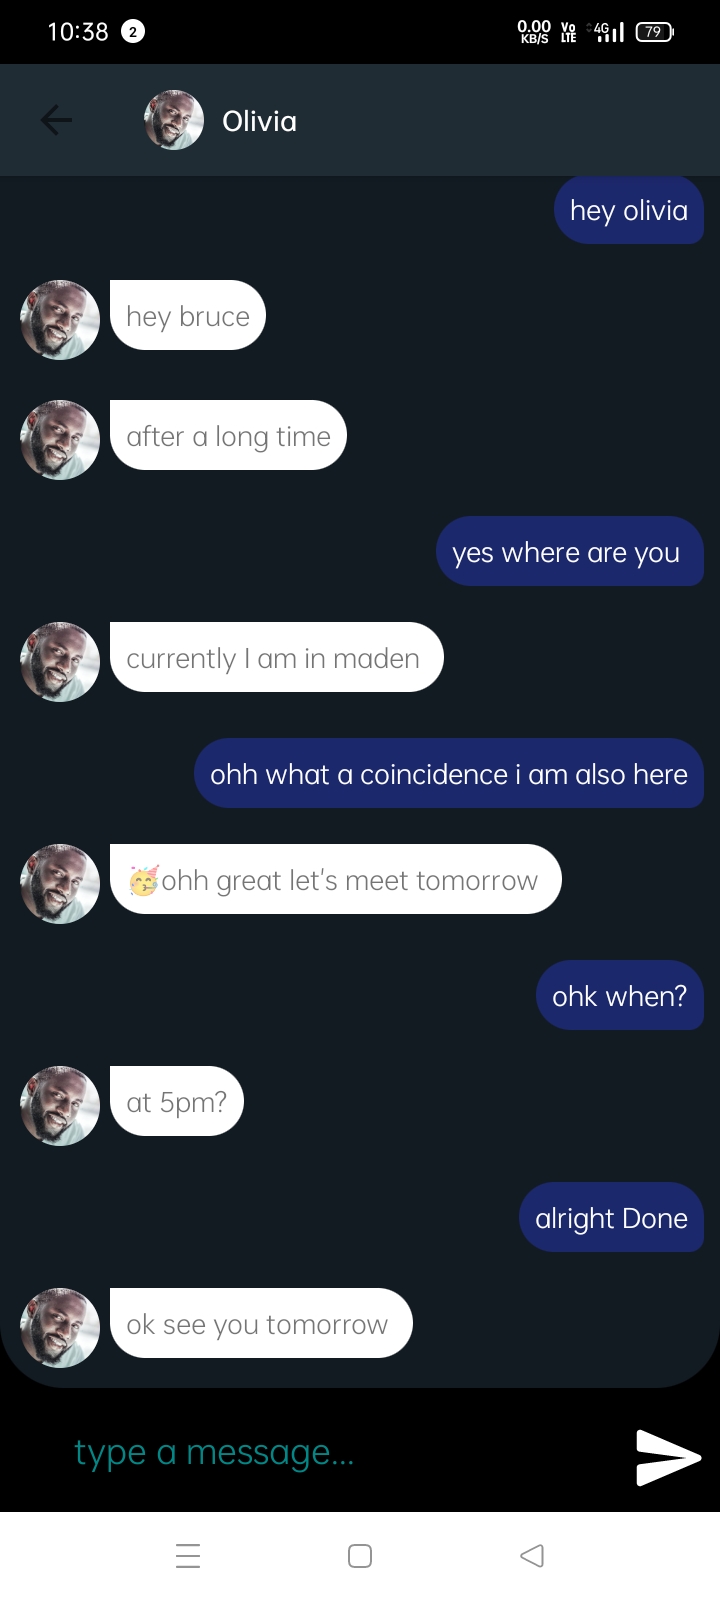 10:38 2 0.00 KB/S Vo LTE 4G 79
Olivia
hey olivia
hey bruce
after a long time
yes where are you
currently I am in maden
ohh what a coincidence i am also here
🥳ohh great let's meet tomorrow
ohk when?
at 5pm?
alright Done
ok see you tomorrow
type a message...